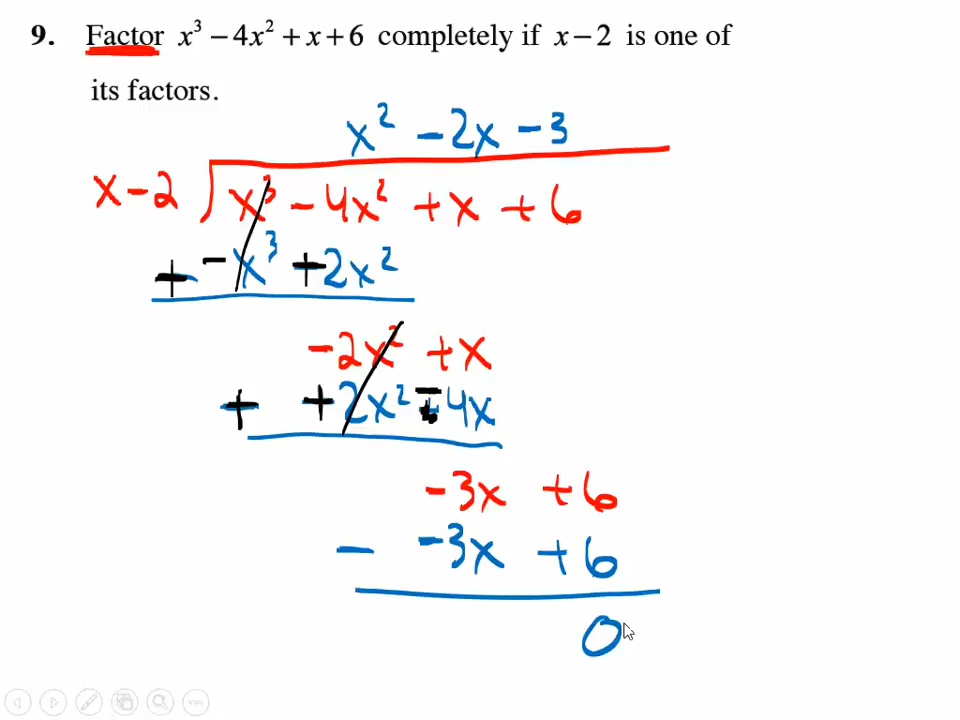 9. Factor x³ − 4x² + x + 6 completely if x − 2 is one of
its factors.
x² − 2x − 3
x − 2 ) x³ − 4x² + x + 6
+ − x³ + 2x²
− 2x² + x
+ + 2x² − 4x
− 3x + 6
− − 3x + 6
0